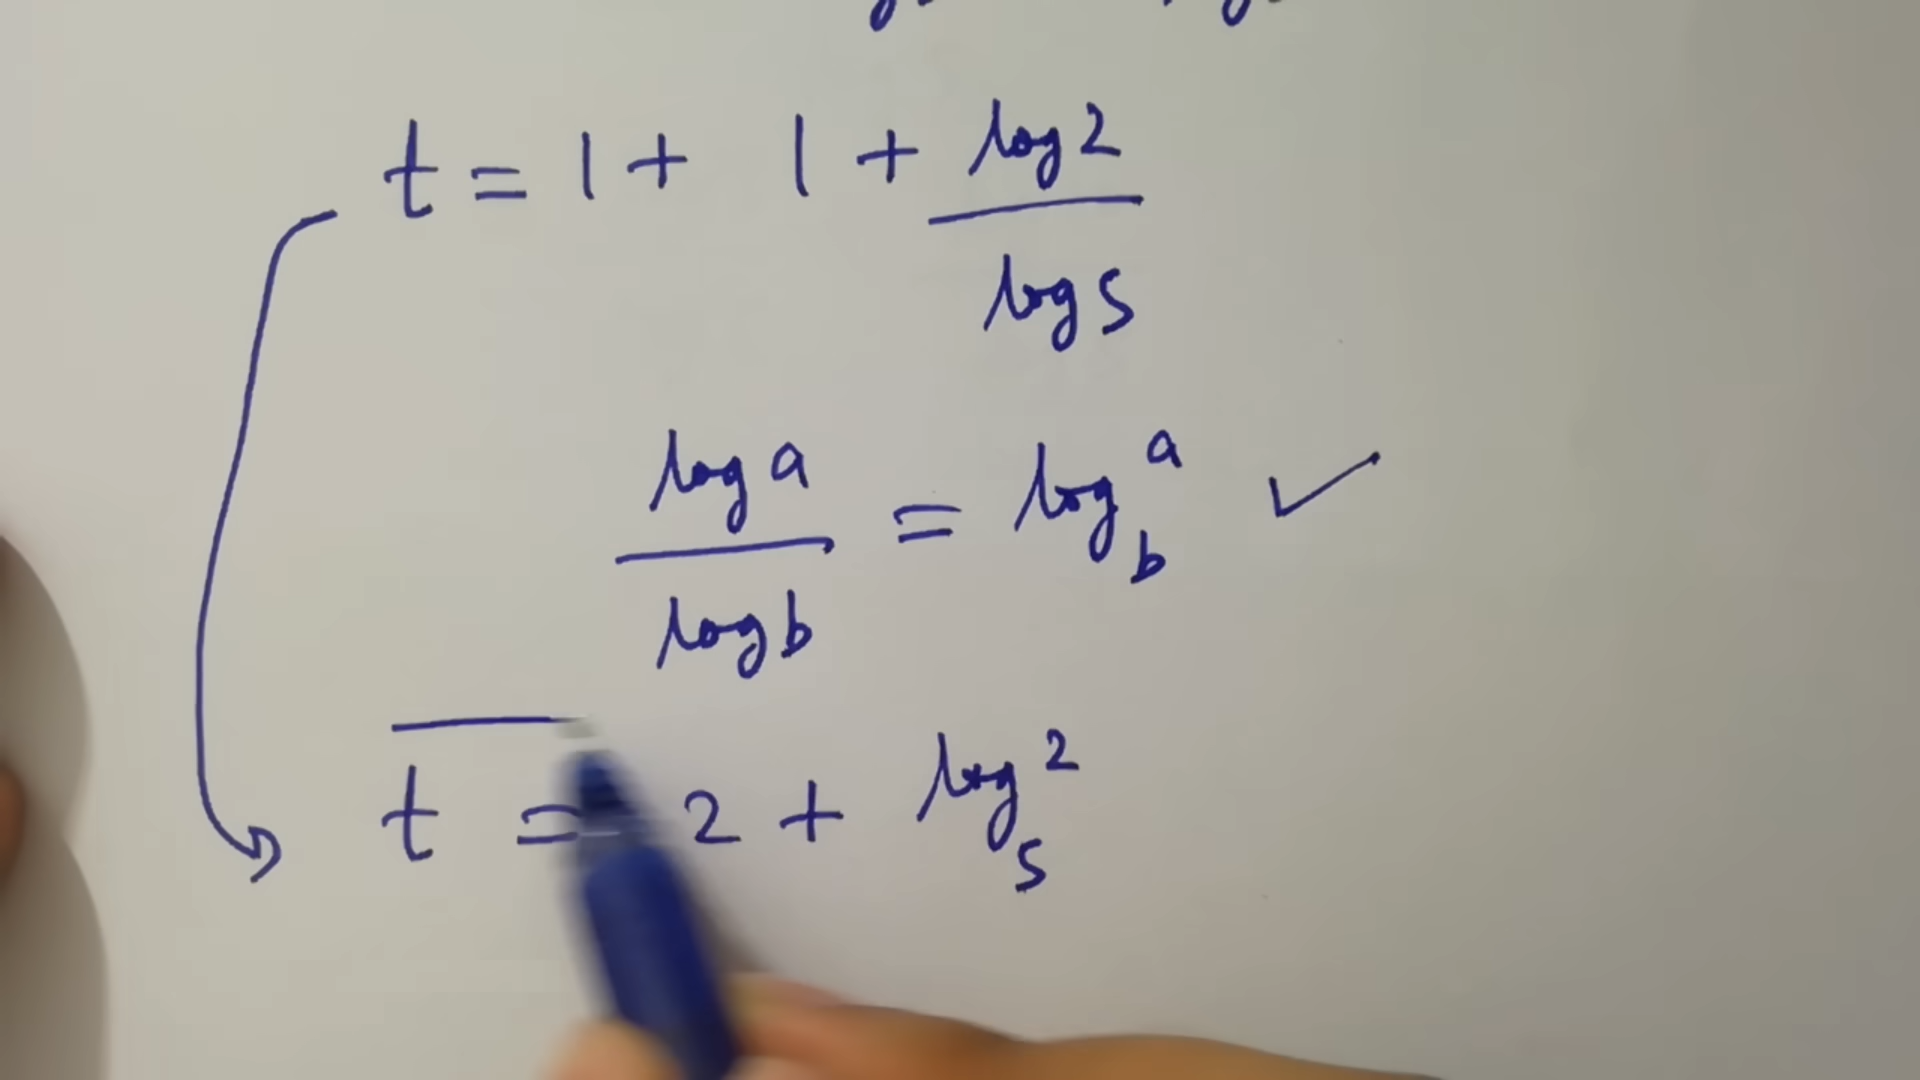 t = 1 + 1 + log 2 / log 5
log a / log b = log_b a ✓
t = 2 + log_5 2